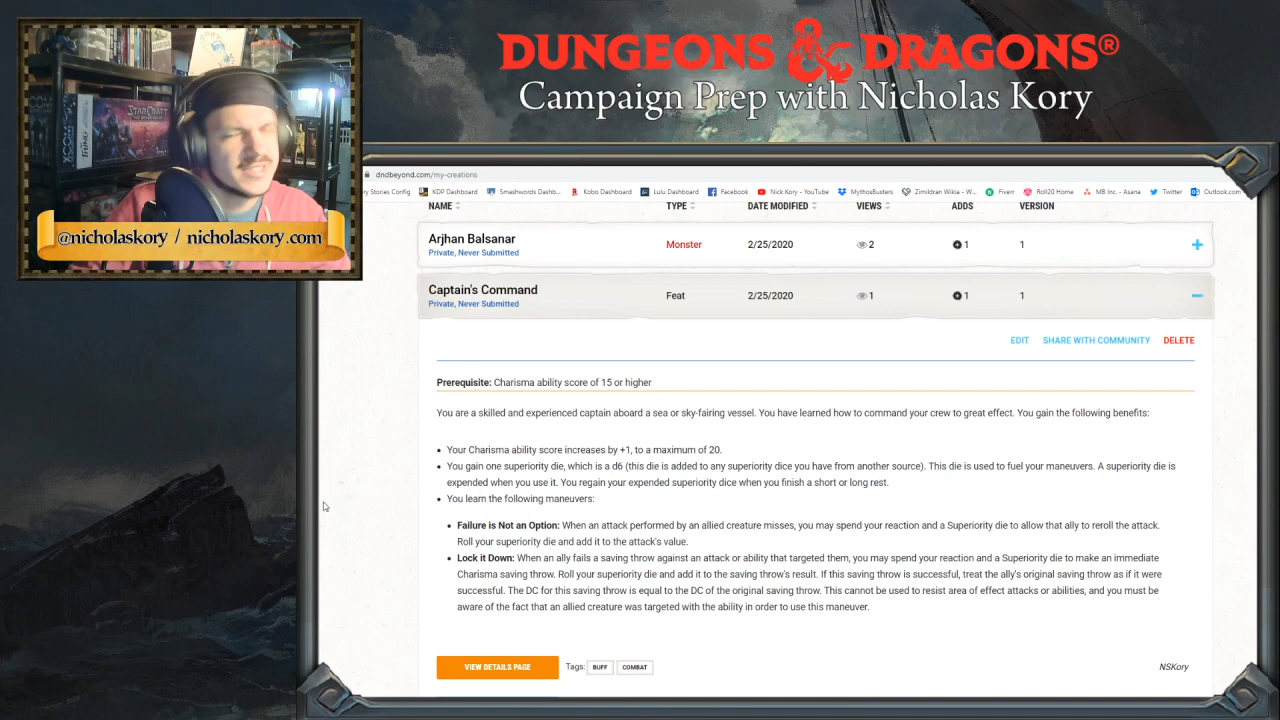 DUNGEONS & DRAGONS®
Campaign Prep with Nicholas Kory
STARCRAFT
XCOM
THING
@nicholaskory / nicholaskory.com
dndbeyond.com/my-creations
ry Stories Config KDP Dashboard Smashwords Dashb... Kobo Dashboard Lulu Dashboard Facebook Nick Kory - YouTube MythosBusters Zimildran Wikia - W... Fiverr Roll20 Home MB Inc. - Asana Twitter Outlook.com
NAME TYPE DATE MODIFIED VIEWS ADDS VERSION
Arjhan Balsanar Monster 2/25/2020 2 1 1
Private, Never Submitted
Captain's Command Feat 2/25/2020 1 1 1
Private, Never Submitted
EDIT SHARE WITH COMMUNITY DELETE
Prerequisite: Charisma ability score of 15 or higher
You are a skilled and experienced captain aboard a sea or sky-fairing vessel. You have learned how to command your crew to great effect. You gain the following benefits:
• Your Charisma ability score increases by +1, to a maximum of 20.
• You gain one superiority die, which is a d6 (this die is added to any superiority dice you have from another source). This die is used to fuel your maneuvers. A superiority die is
expended when you use it. You regain your expended superiority dice when you finish a short or long rest.
• You learn the following maneuvers:
• Failure is Not an Option: When an attack performed by an allied creature misses, you may spend your reaction and a Superiority die to allow that ally to reroll the attack.
Roll your superiority die and add it to the attack's value.
• Lock it Down: When an ally fails a saving throw against an attack or ability that targeted them, you may spend your reaction and a Superiority die to make an immediate
Charisma saving throw. Roll your superiority die and add it to the saving throw's result. If this saving throw is successful, treat the ally's original saving throw as if it were
successful. The DC for this saving throw is equal to the DC of the original saving throw. This cannot be used to resist area of effect attacks or abilities, and you must be
aware of the fact that an allied creature was targeted with the ability in order to use this maneuver.
VIEW DETAILS PAGE Tags: BUFF COMBAT NSKory